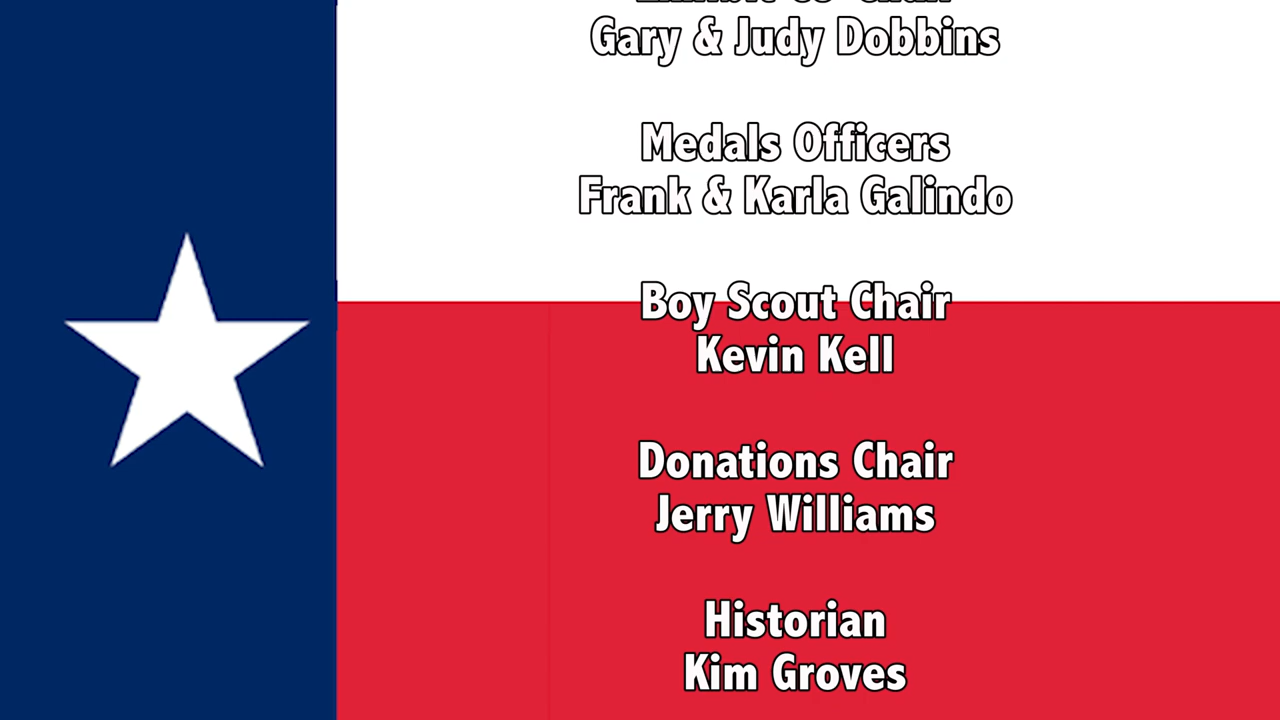 Gary & Judy Dobbins
Medals Officers
Frank & Karla Galindo
Boy Scout Chair
Kevin Kell
Donations Chair
Jerry Williams
Historian
Kim Groves